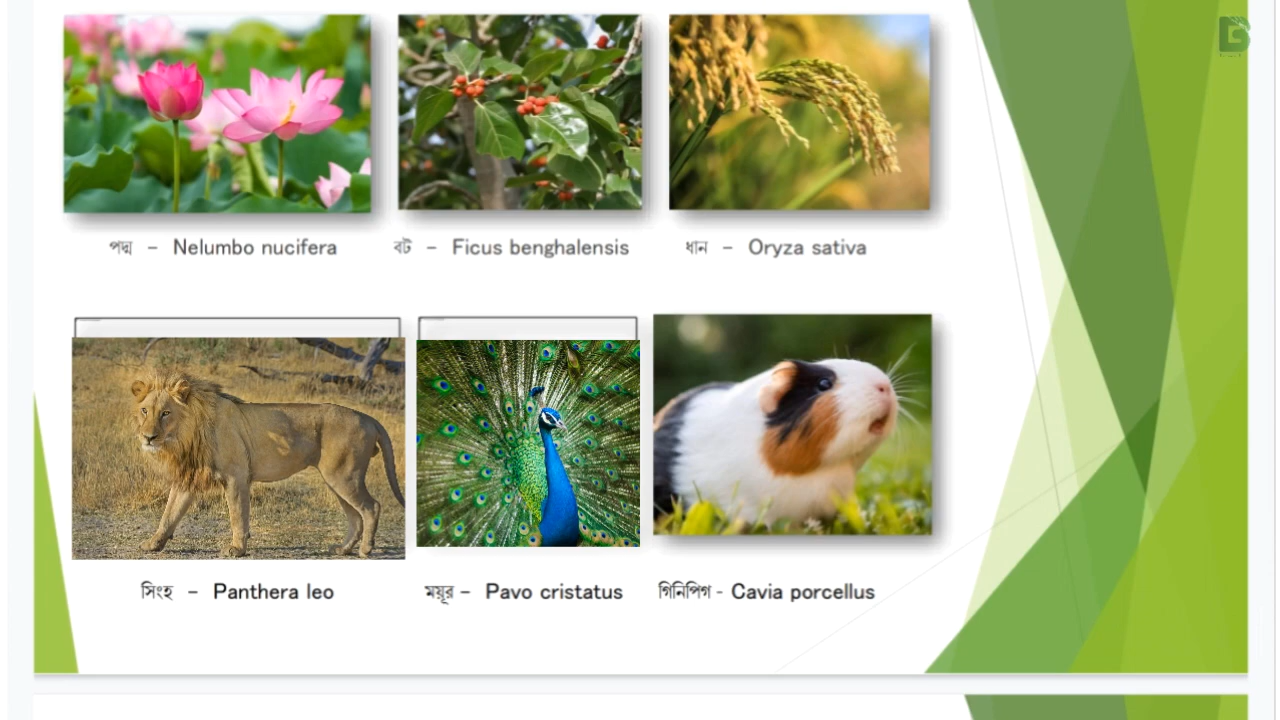 পদ্ম – Nelumbo nucifera
বট – Ficus benghalensis
ধান – Oryza sativa
সিংহ – Panthera leo
ময়ূর – Pavo cristatus
গিনিপিগ - Cavia porcellus